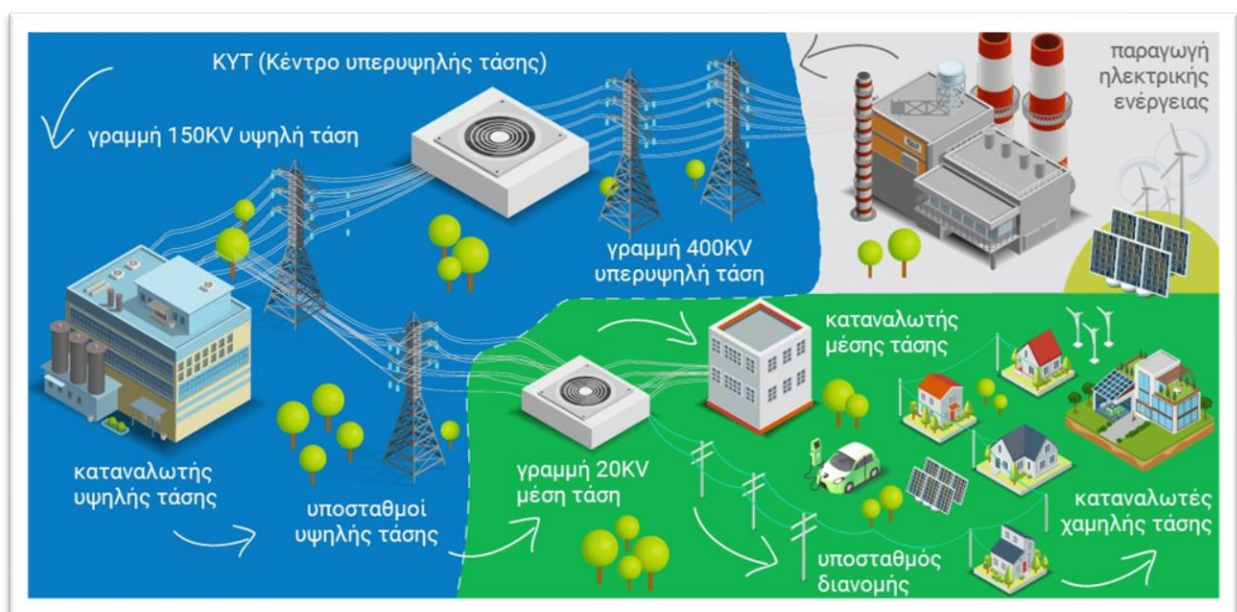 ΚΥΤ (Κέντρο υπερυψηλής τάσης)
παραγωγή
ηλεκτρικής
ενέργειας
γραμμή 150KV υψηλή τάση
γραμμή 400KV
υπερυψηλή τάση
καταναλωτής
μέσης τάσης
καταναλωτής
υψηλής τάσης
υποσταθμοί
υψηλής τάσης
γραμμή 20KV
μέση τάση
υποσταθμός
διανομής
καταναλωτές
χαμηλής τάσης